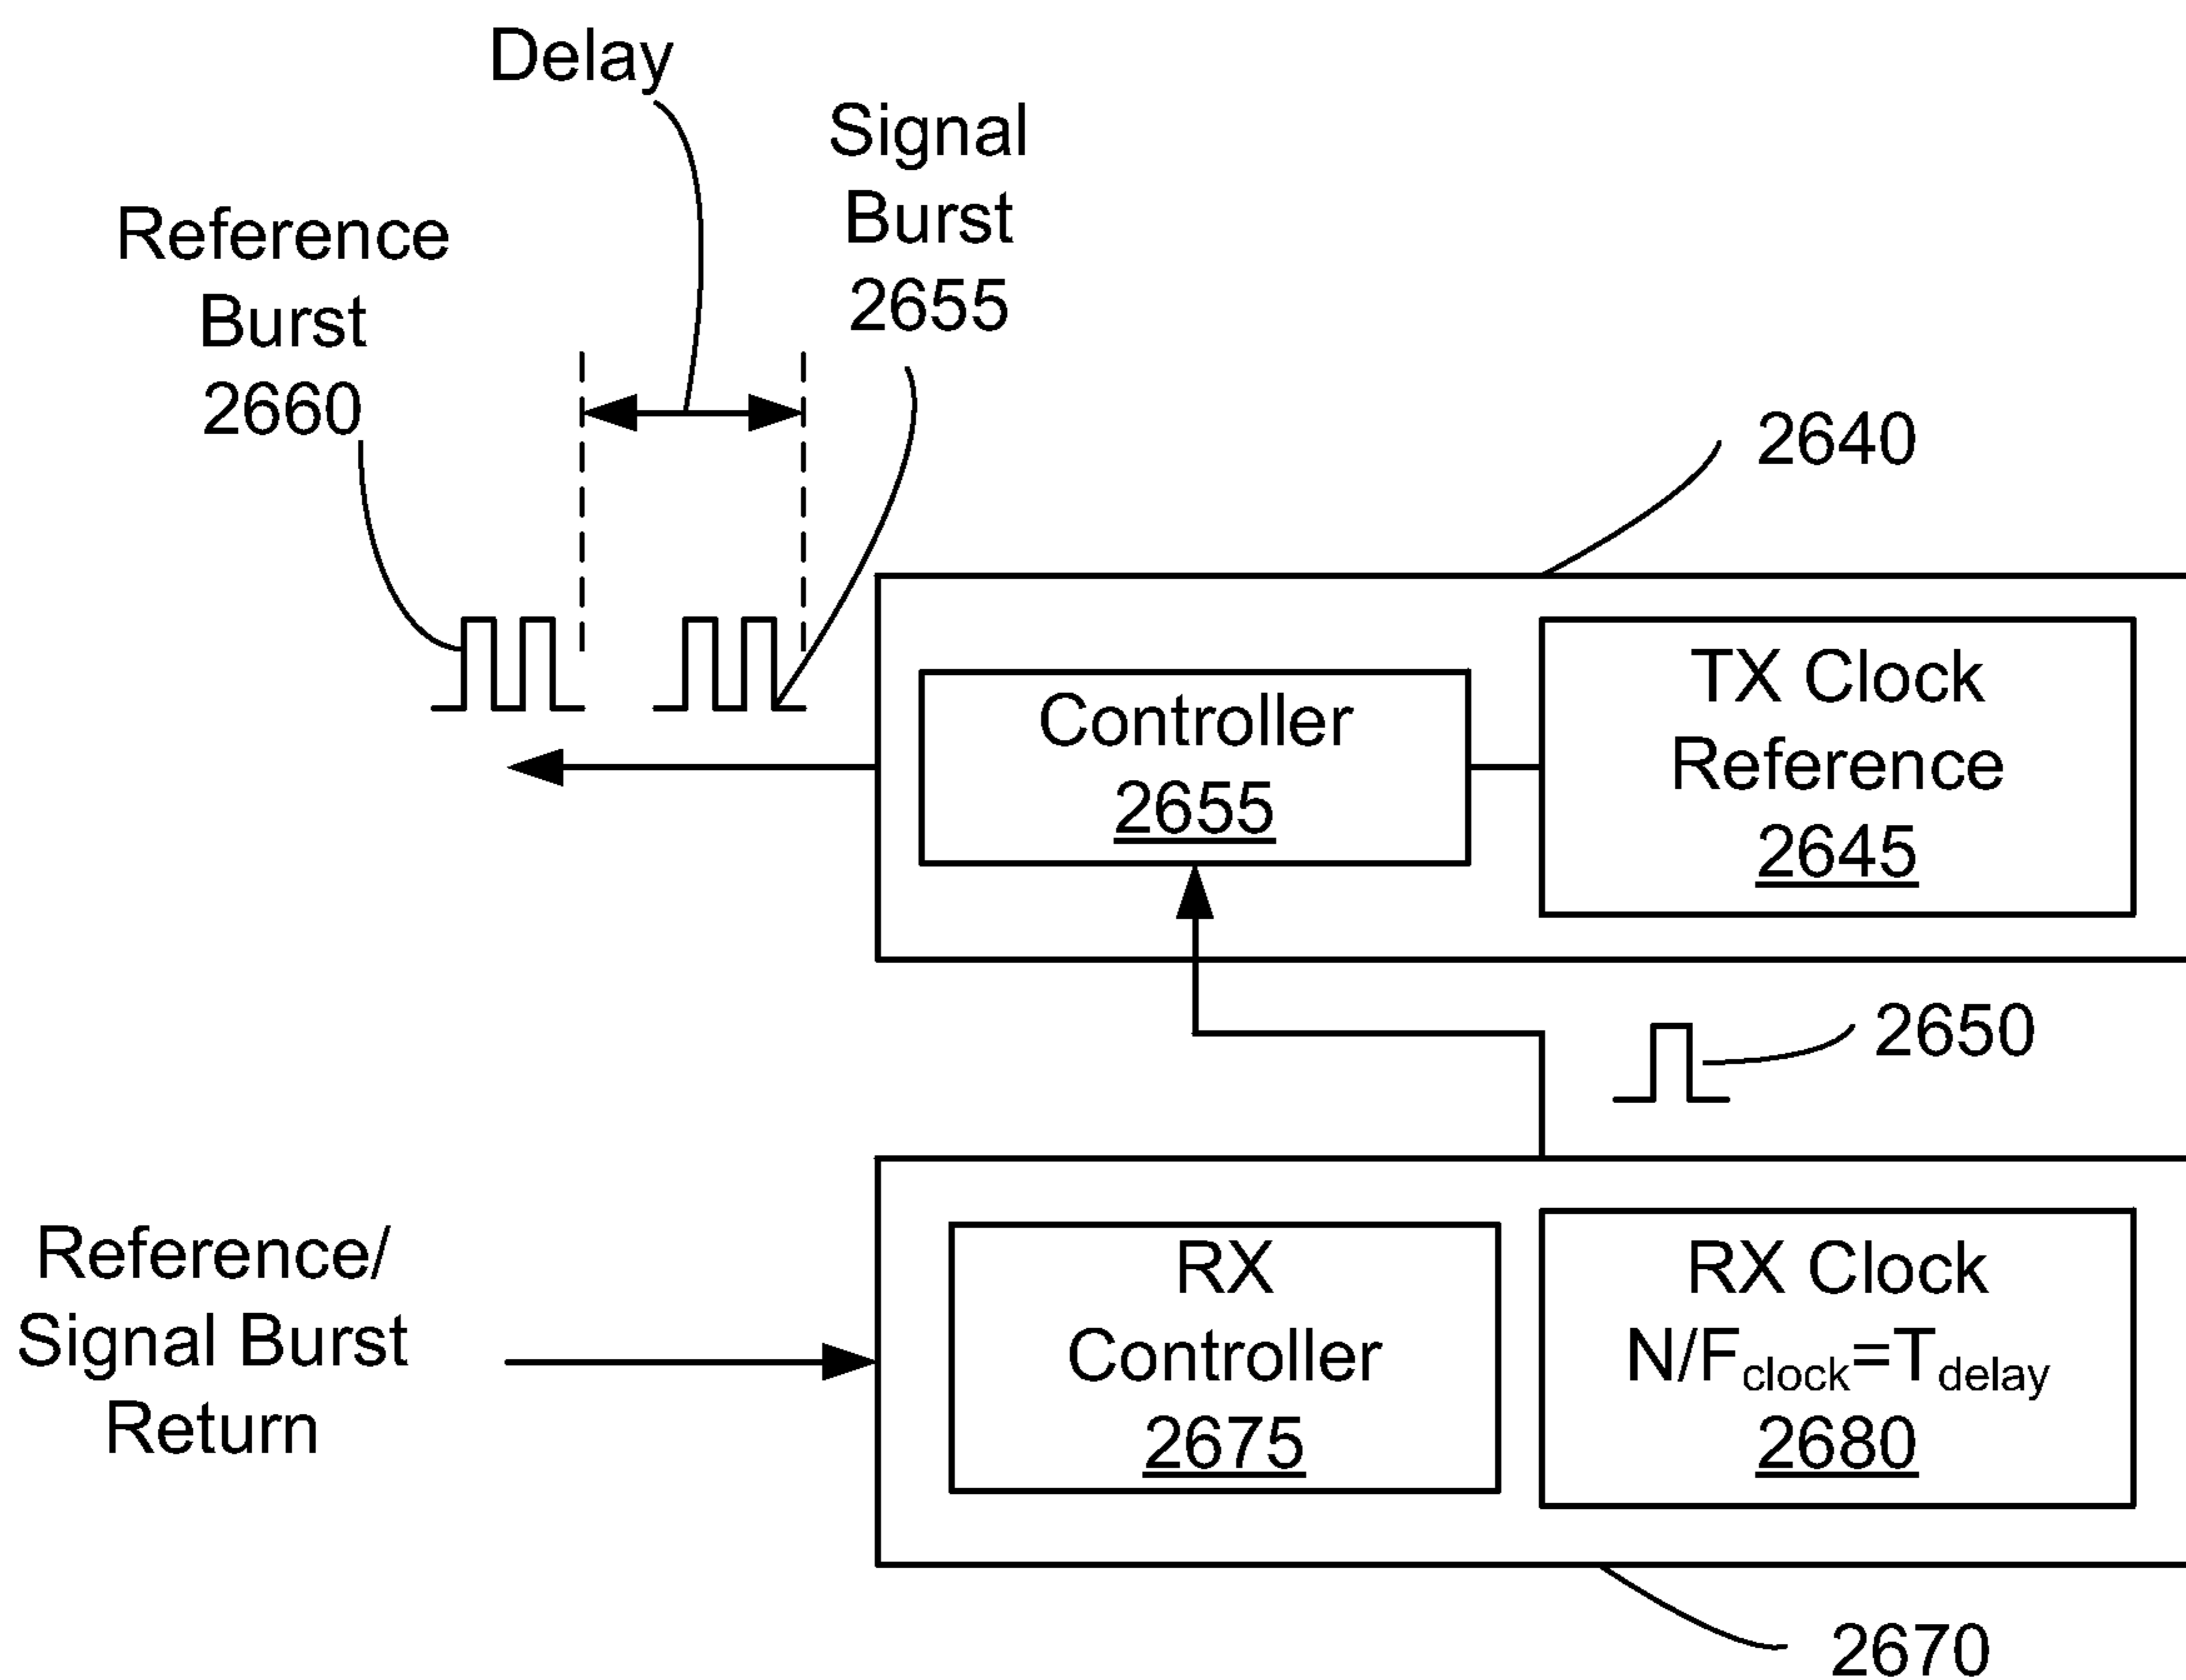 Delay
Signal
Burst
2655
Reference
Burst
2660
2640
Controller
2655
TX Clock
Reference
2645
2650
Reference/
Signal Burst
Return
RX
Controller
2675
RX Clock
N/Fclock=Tdelay
2680
2670